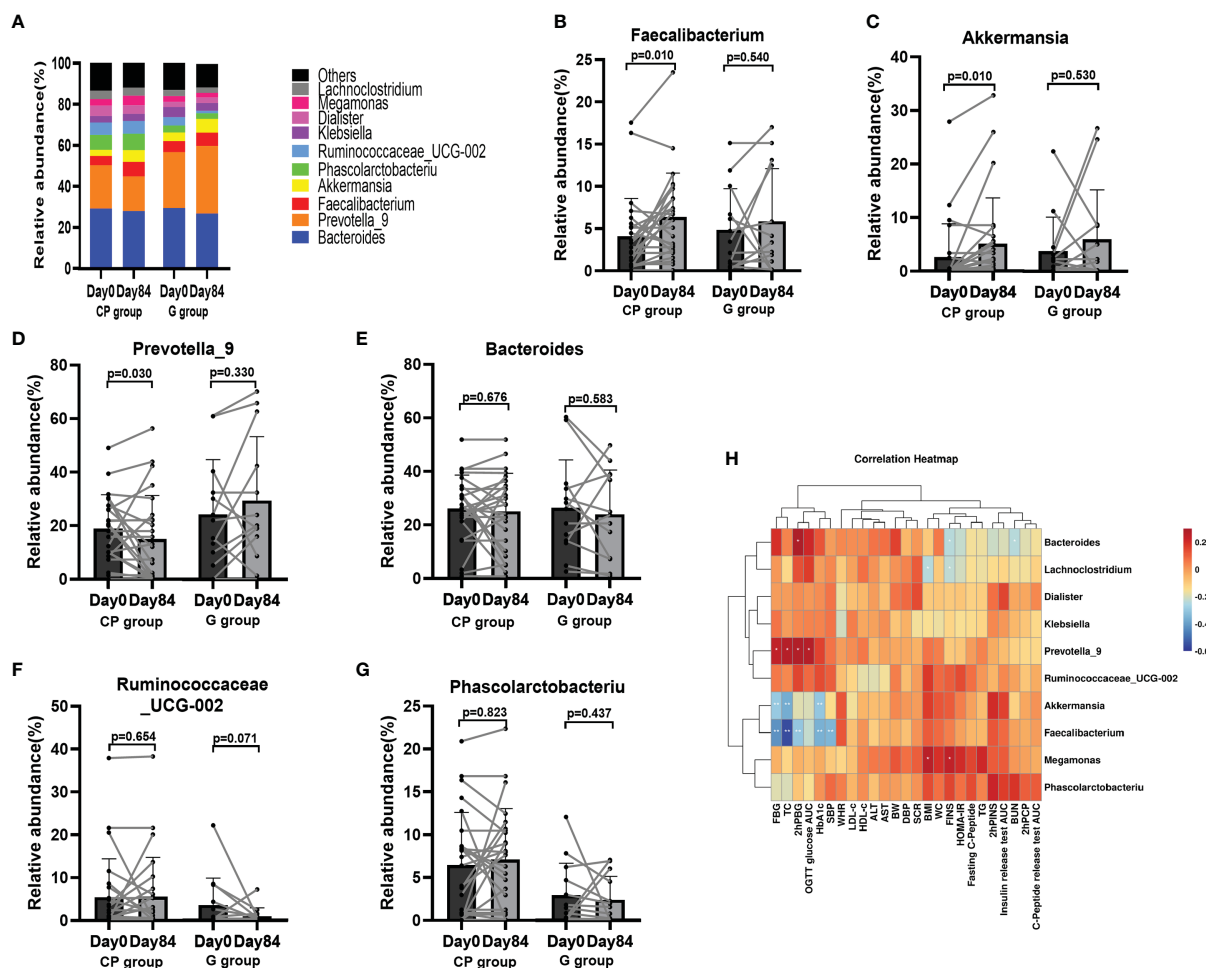 A
Relative abundance(%)
100
80
60
40
20
0
Day0 Day84 Day0 Day84
CP group G group
Others
Lachnoclostridium
Megamonas
Dialister
Klebsiella
Ruminococcaceae_UCG-002
Phascolarctobacteriu
Akkermansia
Faecalibacterium
Prevotella_9
Bacteroides
B
Faecalibacterium
Relative abundance(%)
25
20
15
10
5
0
p=0.010 p=0.540
Day0 Day84 Day0 Day84
CP group G group
C
Akkermansia
Relative abundance(%)
40
30
20
10
0
p=0.010 p=0.530
Day0 Day84 Day0 Day84
CP group G group
D
Prevotella_9
Relative abundance(%)
80
60
40
20
0
p=0.030 p=0.330
Day0 Day84 Day0 Day84
CP group G group
E
Bacteroides
Relative abundance(%)
80
60
40
20
0
p=0.676 p=0.583
Day0 Day84 Day0 Day84
CP group G group
F
Ruminococcaceae
_UCG-002
Relative abundance(%)
50
40
30
20
10
0
p=0.654 p=0.071
Day0 Day84 Day0 Day84
CP group G group
G
Phascolarctobacteriu
Relative abundance(%)
25
20
15
10
5
0
p=0.823 p=0.437
Day0 Day84 Day0 Day84
CP group G group
H
Correlation Heatmap
Bacteroides
Lachnoclostridium
Dialister
Klebsiella
Prevotella_9
Ruminococcaceae_UCG-002
Akkermansia
Faecalibacterium
Megamonas
Phascolarctobacteriu
FBG
TC
2hPBG
OGTT glucose AUC
HbA1c
SBP
WHR
LDL-c
HDL-c
ALT
AST
BW
DBP
SCR
BMI
WC
FINS
HOMA-IR
Fasting C-Peptide
TG
2hPINS
Insulin release test AUC
BUN
2hPCP
C-Peptide release test AUC
0.2
0
-0.2
-0.4